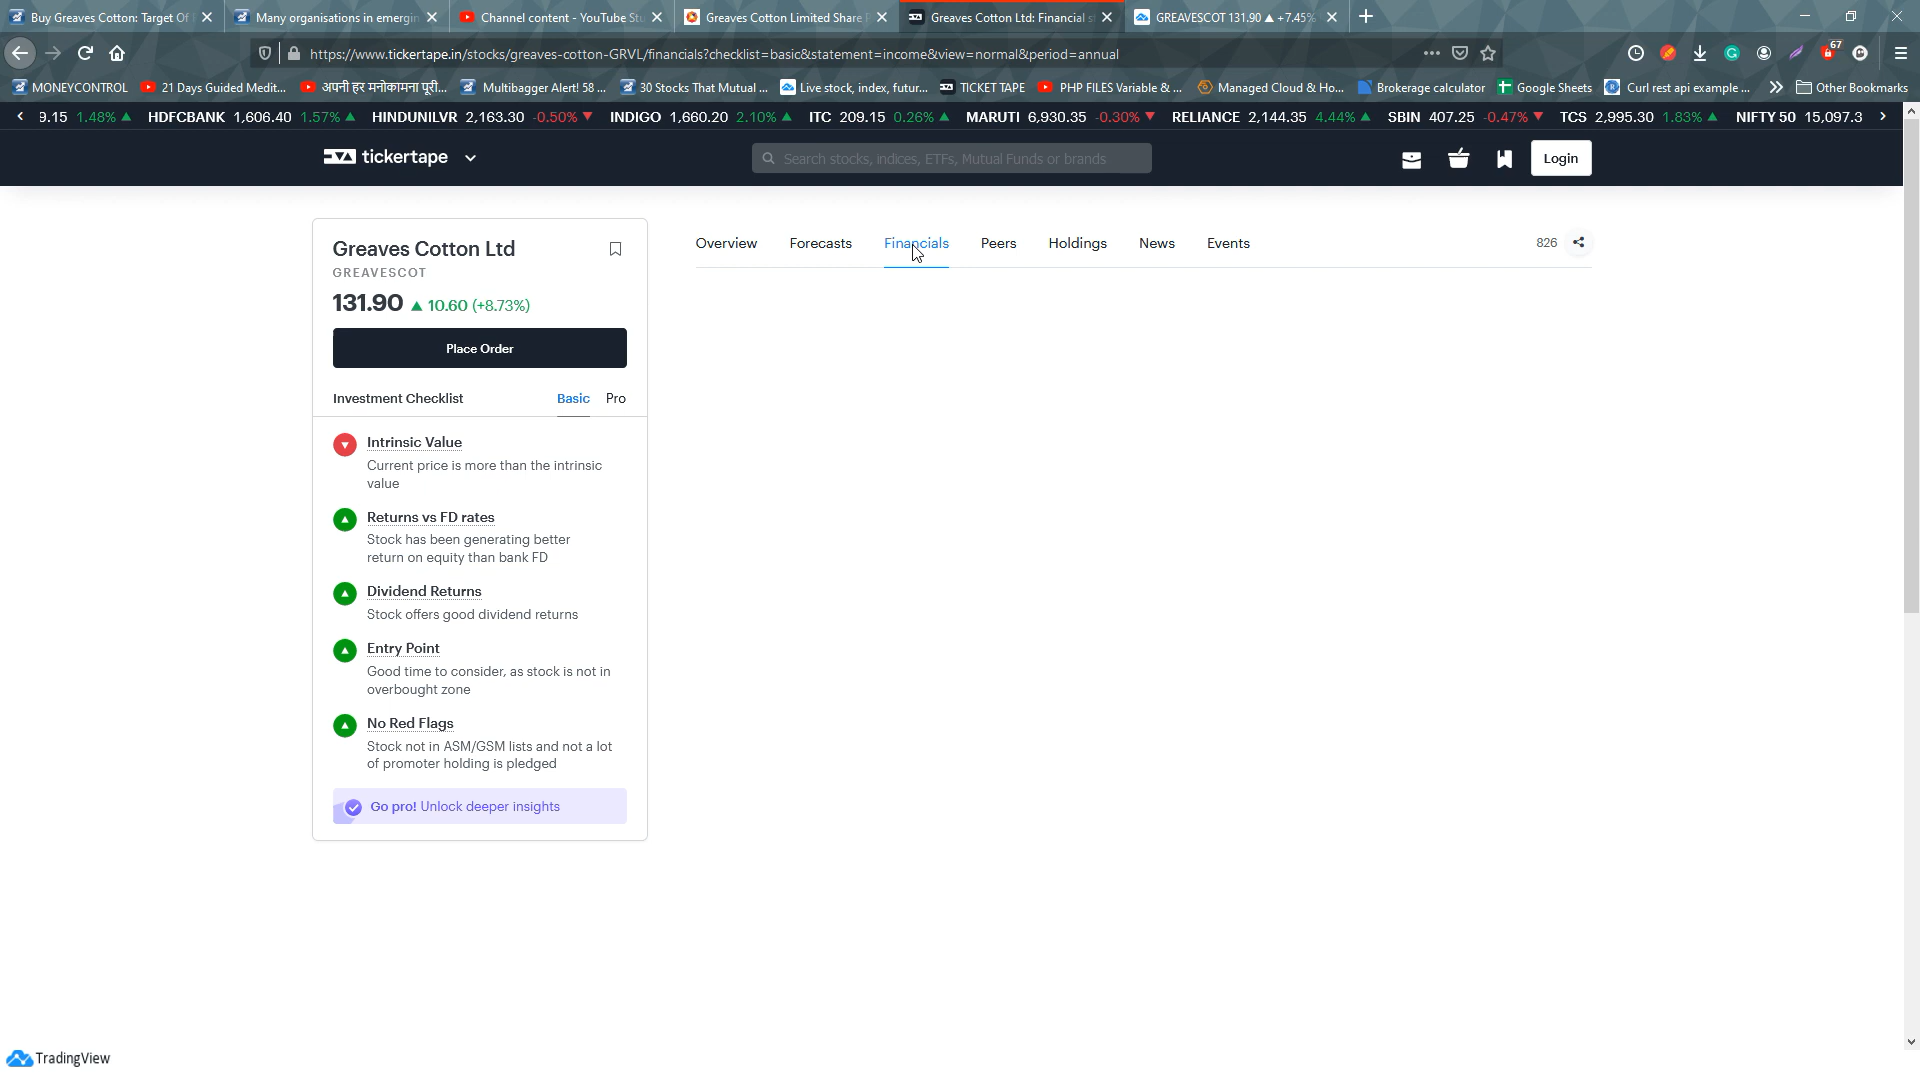 Buy Greaves Cotton: Target Of
Many organisations in emergin
Channel content - YouTube Stu
Greaves Cotton Limited Share P
Greaves Cotton Ltd: Financial s
GREAVESCOT 131.90 ▲ +7.45%
https://www.tickertape.in/stocks/greaves-cotton-GRVL/financials?checklist=basic&statement=income&view=normal&period=annual
67
MONEYCONTROL
21 Days Guided Medit...
अपनी हर मनोकामना पूरी...
Multibagger Alert! 58 ...
30 Stocks That Mutual ...
Live stock, index, futur...
TICKET TAPE
PHP FILES Variable & ...
Managed Cloud & Ho...
Brokerage calculator
Google Sheets
Curl rest api example ...
Other Bookmarks
9.15 1.48% ▲ HDFCBANK 1,606.40 1.57% ▲ HINDUNILVR 2,163.30 -0.50% ▼ INDIGO 1,660.20 2.10% ▲ ITC 209.15 0.26% ▲ MARUTI 6,930.35 -0.30% ▼ RELIANCE 2,144.35 4.44% ▲ SBIN 407.25 -0.47% ▼ TCS 2,995.30 1.83% ▲ NIFTY 50 15,097.3
tickertape
Search stocks, indices, ETFs, Mutual Funds or brands
Login
Greaves Cotton Ltd
GREAVESCOT
131.90 ▲ 10.60 (+8.73%)
Place Order
Investment Checklist Basic Pro
Intrinsic Value
Current price is more than the intrinsic
value
Returns vs FD rates
Stock has been generating better
return on equity than bank FD
Dividend Returns
Stock offers good dividend returns
Entry Point
Good time to consider, as stock is not in
overbought zone
No Red Flags
Stock not in ASM/GSM lists and not a lot
of promoter holding is pledged
Go pro! Unlock deeper insights
Overview Forecasts Financials Peers Holdings News Events
826
TradingView